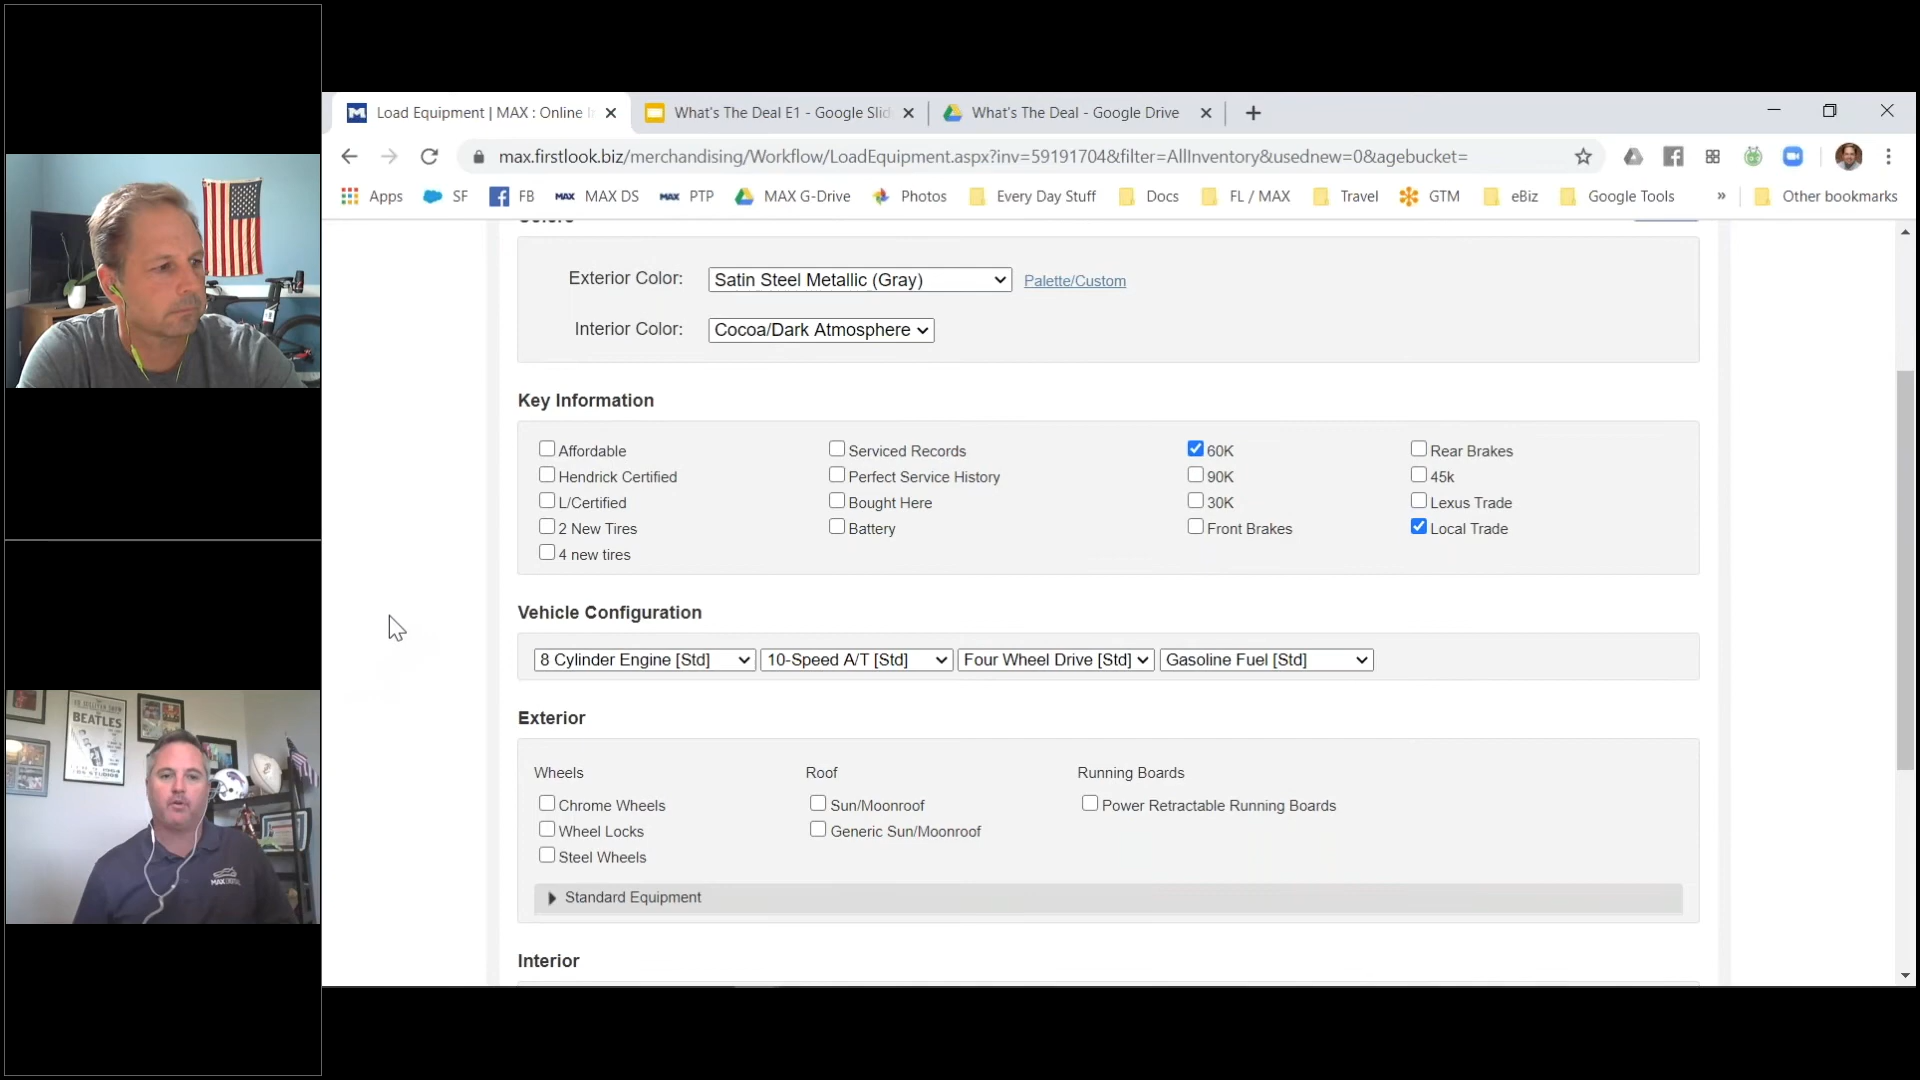 Load Equipment | MAX : Online I
What's The Deal E1 - Google Slid
What's The Deal - Google Drive
max.firstlook.biz/merchandising/Workflow/LoadEquipment.aspx?inv=59191704&filter=AllInventory&usednew=0&agebucket=
Apps SF FB MAX MAX DS MAX PTP MAX G-Drive Photos Every Day Stuff Docs FL / MAX Travel GTM eBiz Google Tools » Other bookmarks
Colors
Exterior Color: Satin Steel Metallic (Gray) Palette/Custom
Interior Color: Cocoa/Dark Atmosphere
Key Information
Affordable Serviced Records 60K Rear Brakes
Hendrick Certified Perfect Service History 90K 45k
L/Certified Bought Here 30K Lexus Trade
2 New Tires Battery Front Brakes Local Trade
4 new tires
Vehicle Configuration
8 Cylinder Engine [Std] 10-Speed A/T [Std] Four Wheel Drive [Std] Gasoline Fuel [Std]
Exterior
Wheels Roof Running Boards
Chrome Wheels Sun/Moonroof Power Retractable Running Boards
Wheel Locks Generic Sun/Moonroof
Steel Wheels
Standard Equipment
Interior
BEATLES